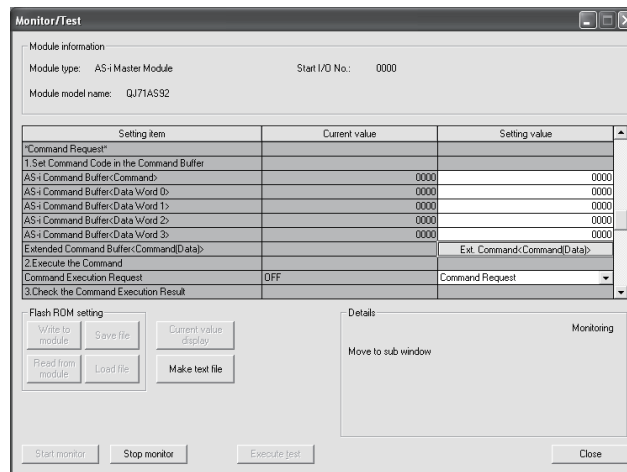 Monitor/Test
Module information
Module type: AS-i Master Module Start I/O No.: 0000
Module model name: QJ71AS92
Setting item Current value Setting value
"Command Request"
1.Set Command Code in the Command Buffer
AS-i Command Buffer<Command> 0000 0000
AS-i Command Buffer<Data Word 0> 0000 0000
AS-i Command Buffer<Data Word 1> 0000 0000
AS-i Command Buffer<Data Word 2> 0000 0000
AS-i Command Buffer<Data Word 3> 0000 0000
Extended Command Buffer<Command(Data)> Ext. Command<Command(Data)>
2.Execute the Command
Command Execution Request OFF Command Request
3.Check the Command Execution Result
Flash ROM setting
Write to module
Save file
Current value display
Read from module
Load file
Make text file
Details
Monitoring
Move to sub window
Start monitor Stop monitor Execute test Close